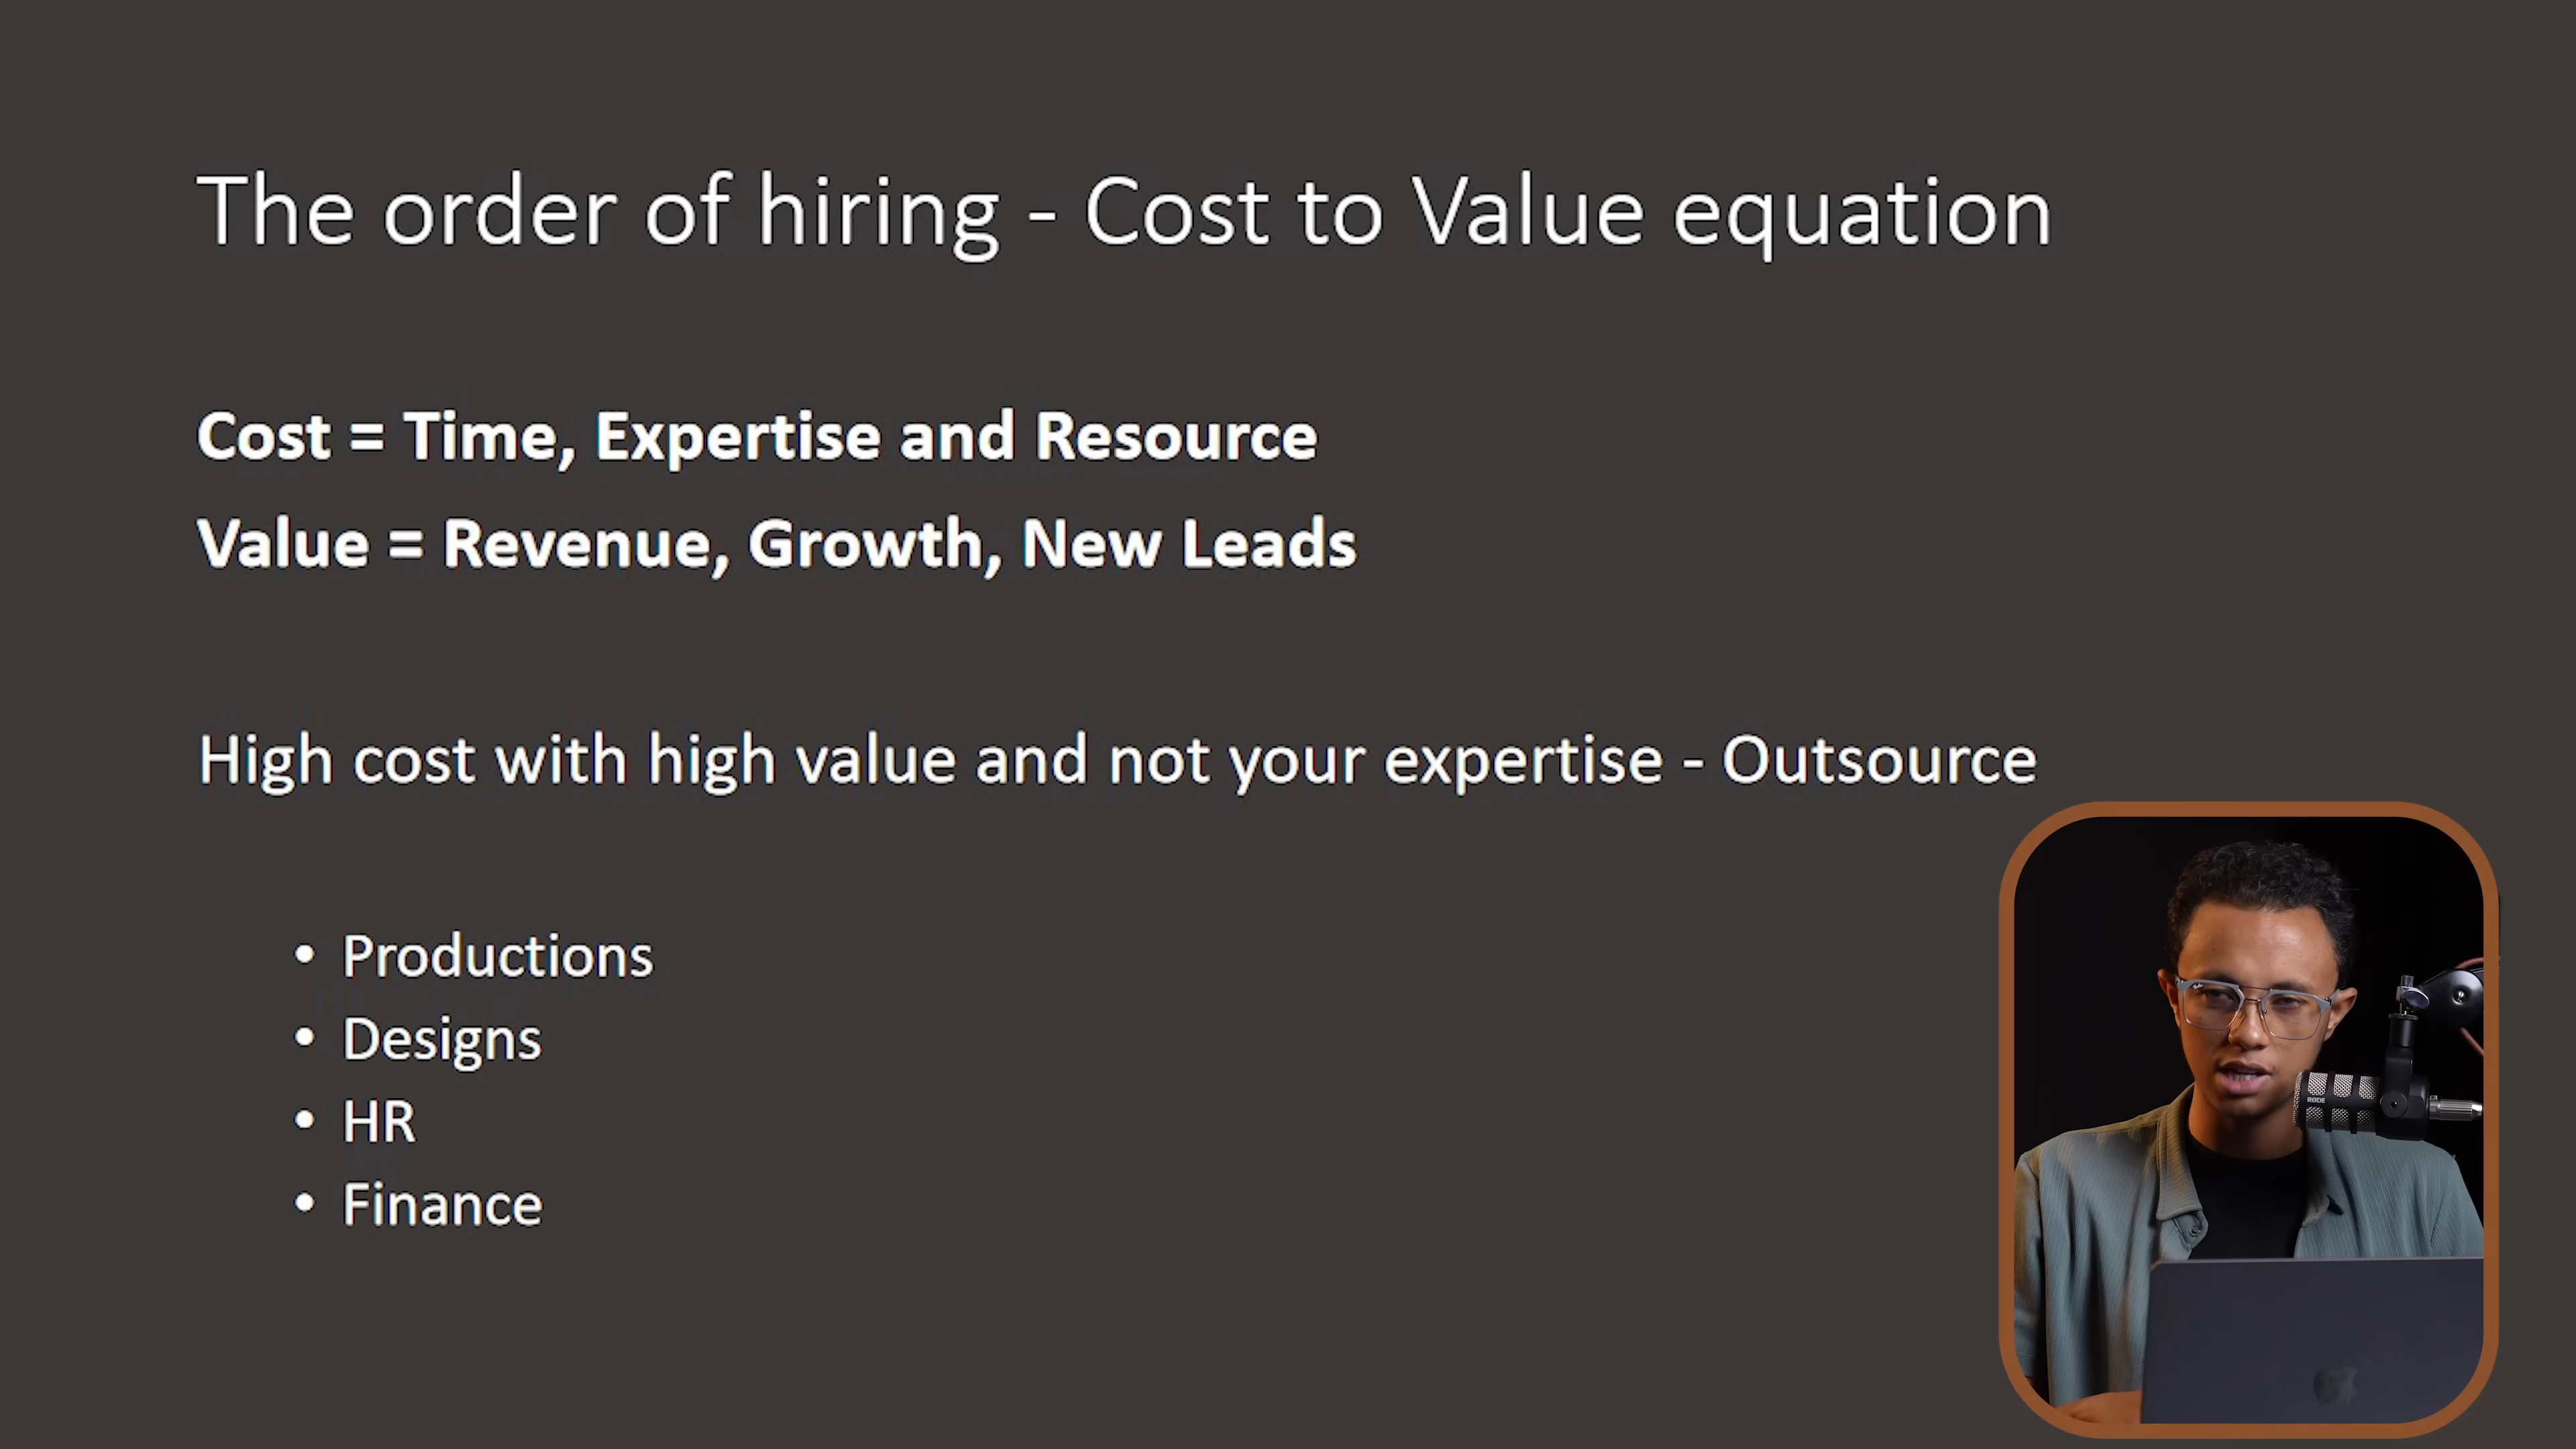 The order of hiring - Cost to Value equation
Cost = Time, Expertise and Resource
Value = Revenue, Growth, New Leads
High cost with high value and not your expertise - Outsource
• Productions
• Designs
• HR
• Finance
RØDE